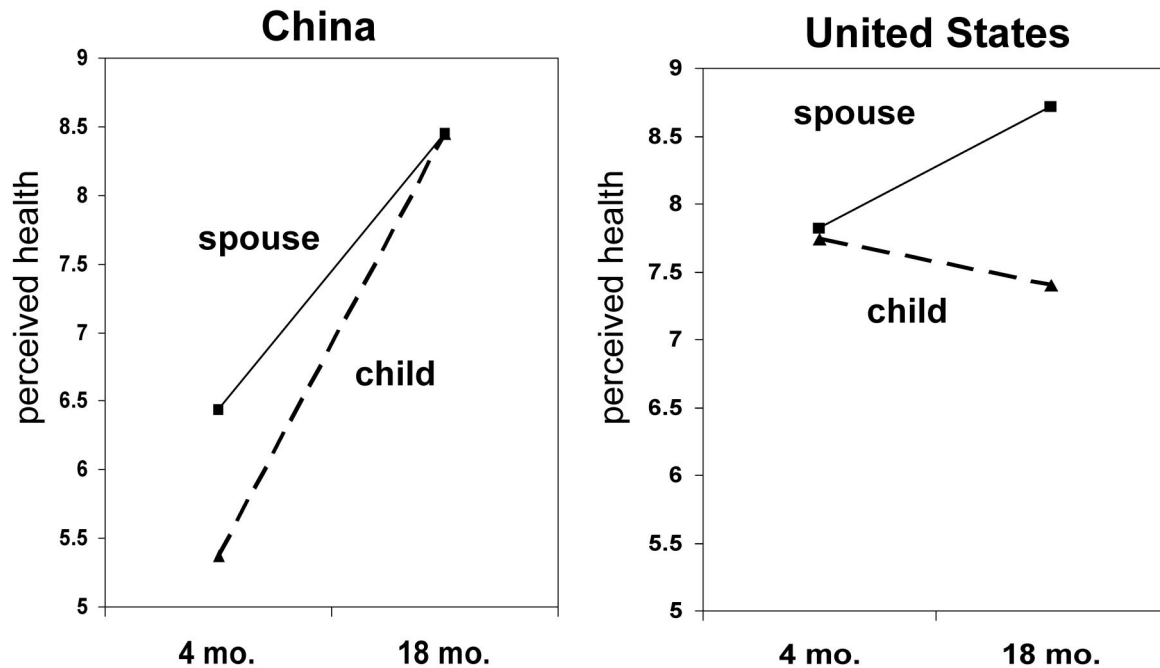 China
perceived health
9
8.5
8
7.5
7
6.5
6
5.5
5
spouse
child
4 mo.
18 mo.
United States
perceived health
9
8.5
8
7.5
7
6.5
6
5.5
5
spouse
child
4 mo.
18 mo.